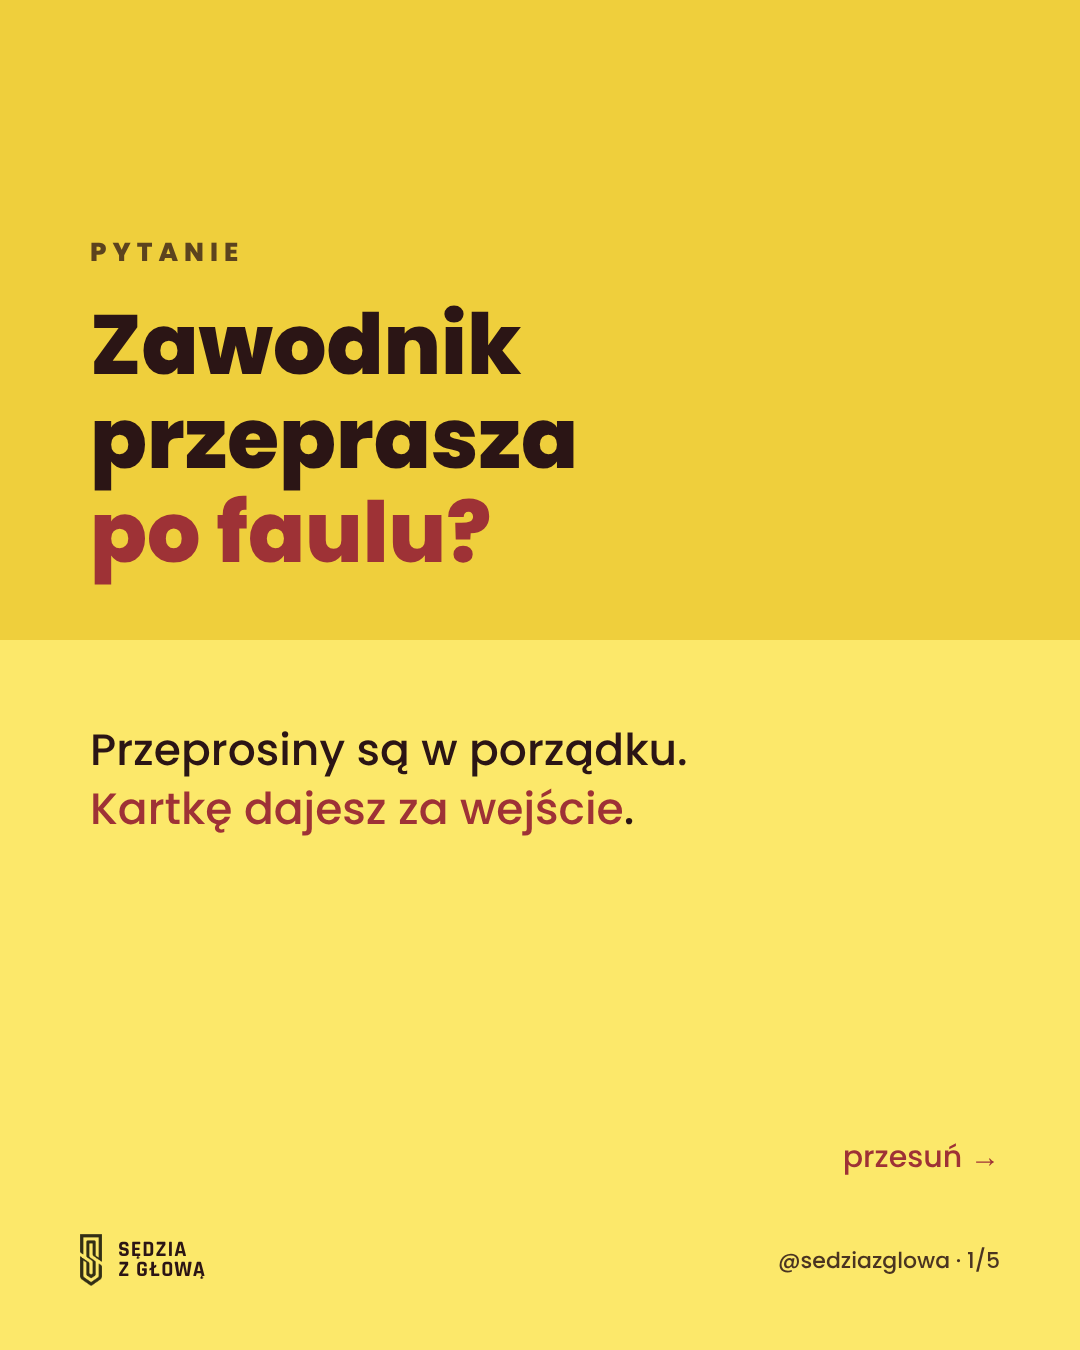 PYTANIE
Zawodnik
przeprasza
po faulu?
Przeprosiny są w porządku.
Kartkę dajesz za wejście.
przesuń →
SĘDZIA
Z GŁOWĄ
@sedziazglowa · 1/5